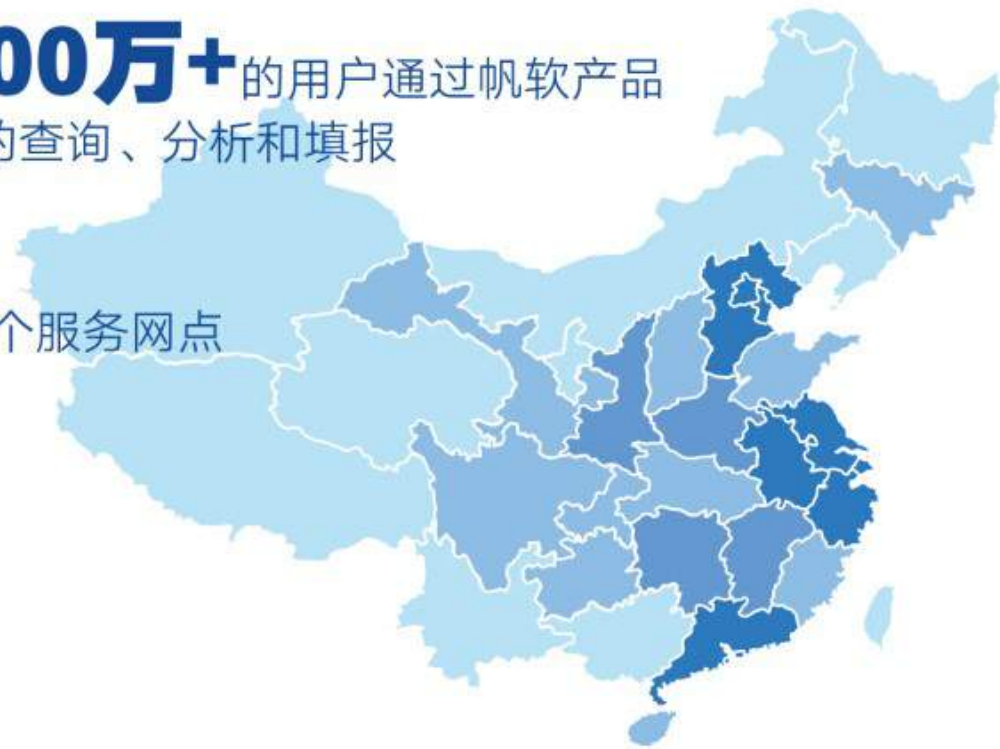 00万+的用户通过帆软产品
的查询、分析和填报
个服务网点